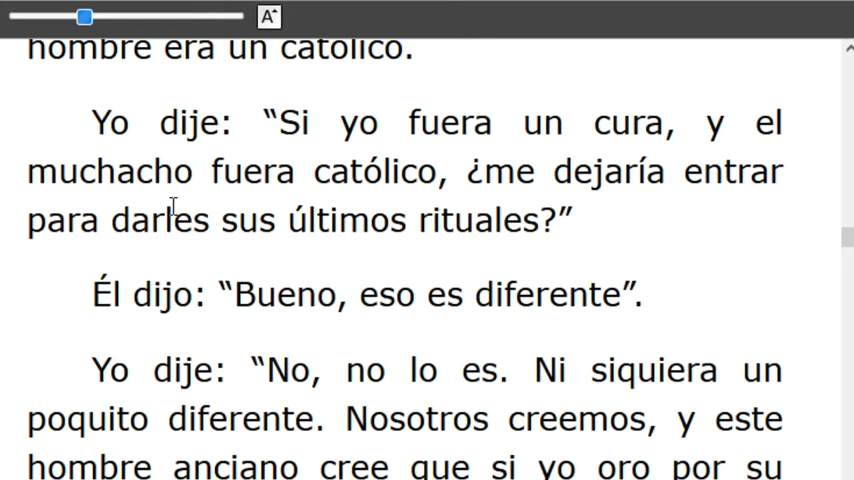 A
hombre era un católico.
Yo dije: “Si yo fuera un cura, y el
muchacho fuera católico, ¿me dejaría entrar
para darles sus últimos rituales?”
Él dijo: “Bueno, eso es diferente”.
Yo dije: “No, no lo es. Ni siquiera un
poquito diferente. Nosotros creemos, y este
hombre anciano cree que si yo oro por su